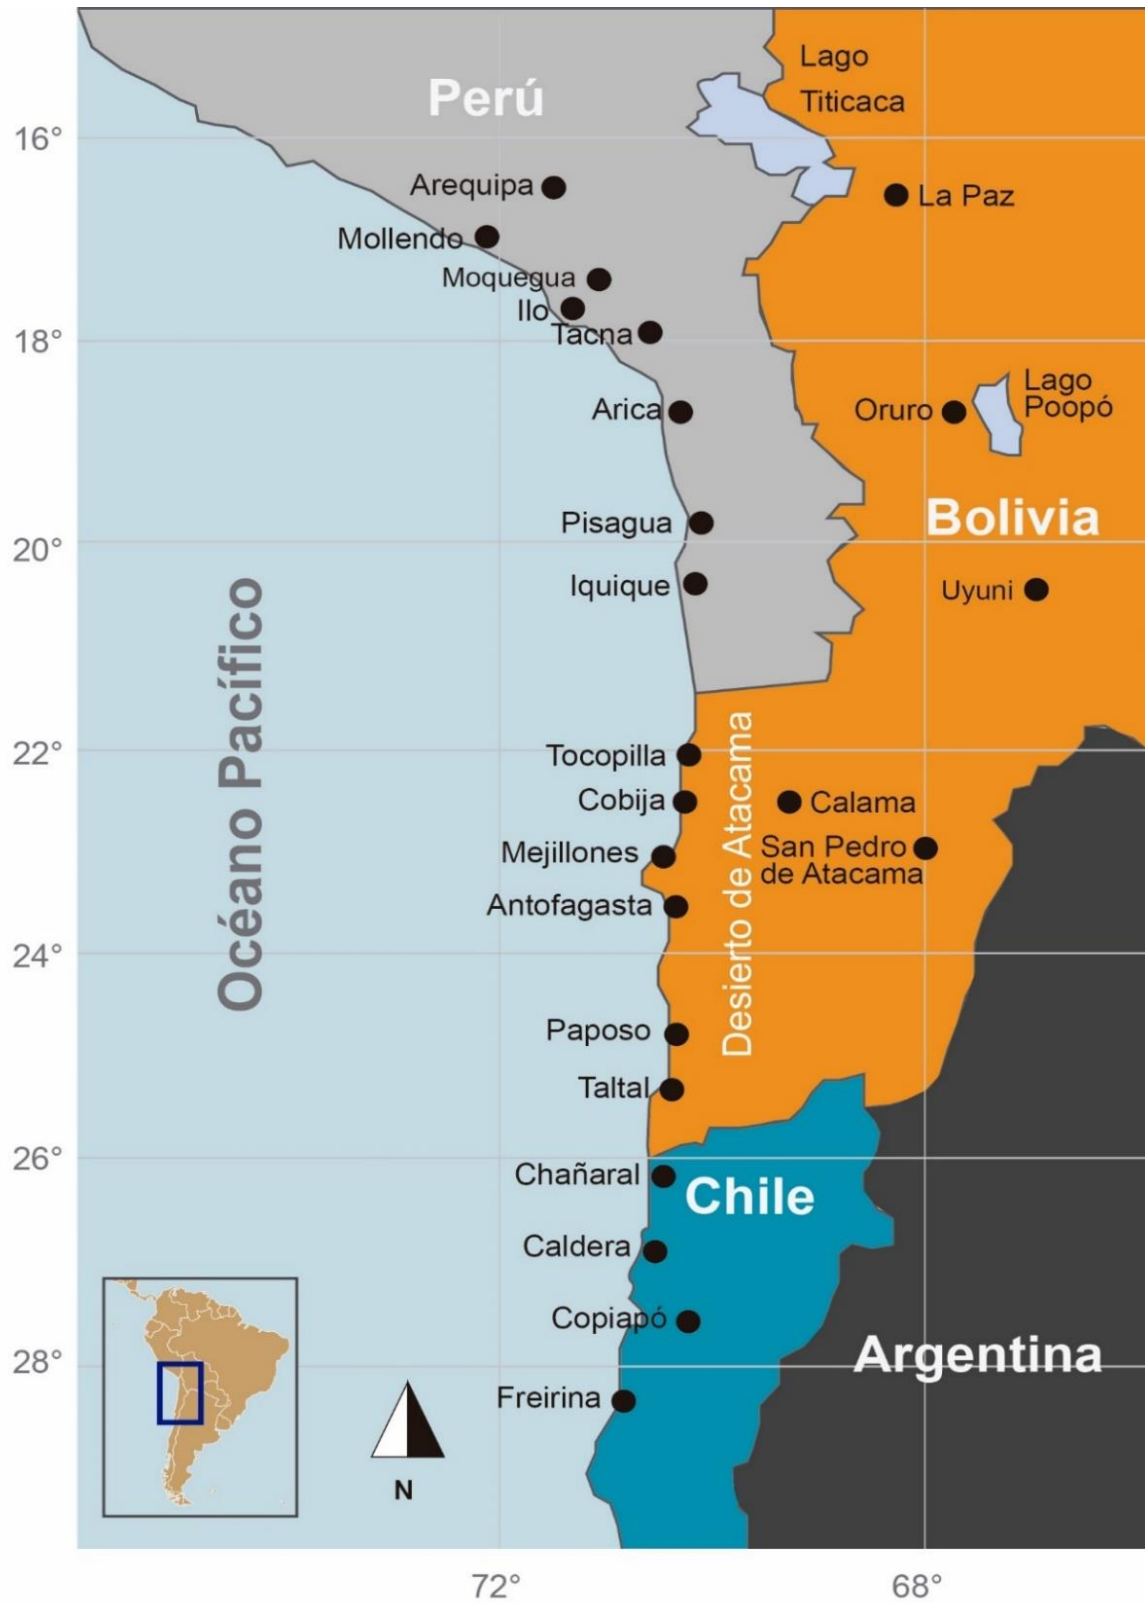 Lago
Titicaca
Perú
16°
Arequipa
La Paz
Mollendo
Moquegua
Ilo
Tacna
18°
Lago
Poopó
Arica
Oruro
Bolivia
Pisagua
20°
Iquique
Uyuni
Océano Pacífico
Desierto de Atacama
22°
Tocopilla
Cobija
Calama
Mejillones
San Pedro
de Atacama
Antofagasta
24°
Paposo
Taltal
26°
Chañaral
Chile
Caldera
Copiapó
Argentina
28°
Freirina
N
72°
68°